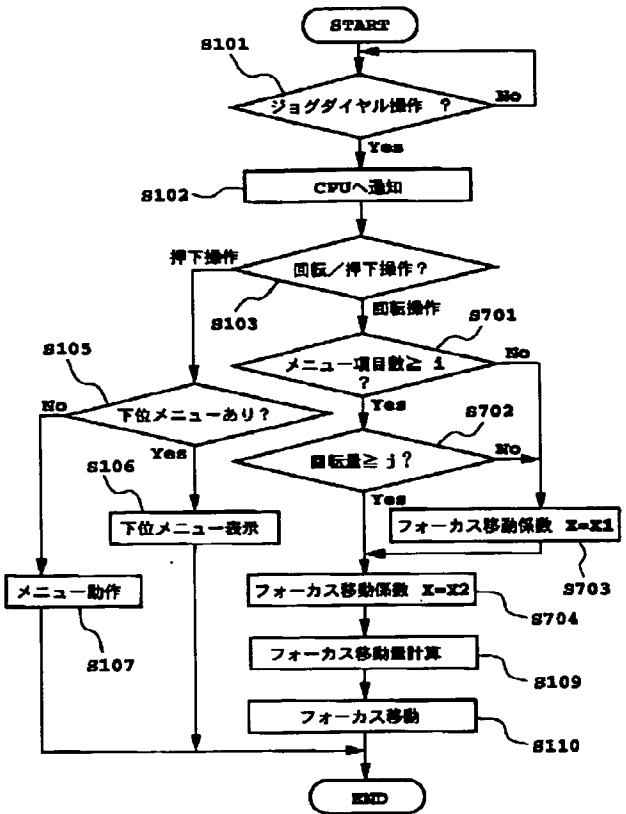 START
S101
ジョグダイヤル操作 ?
No
Yes
S102
CPUへ通知
押下操作
回転／押下操作?
S103
回転操作
S701
メニュー項目数≧ i
?
No
S105
Yes
S702
No
下位メニューあり?
回転量≧ j?
No
Yes
S106
Yes
下位メニュー表示
フォーカス移動係数 X=X1
S703
メニュー動作
フォーカス移動係数 X=X2
S704
S107
フォーカス移動量計算
S109
フォーカス移動
S110
END